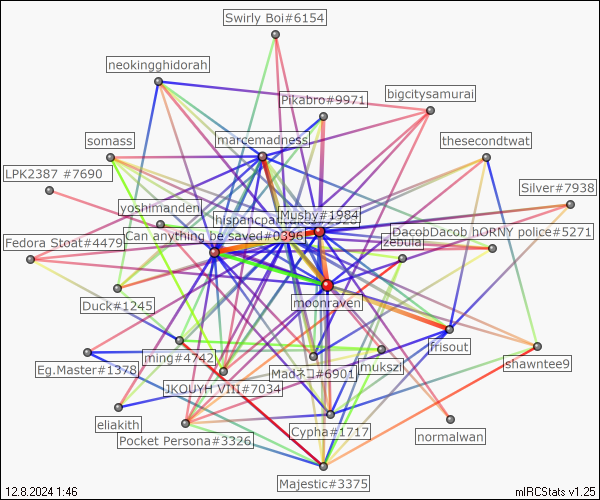 Swirly Boi#6154
neokingghidorah
bigcitysamurai
Pikabro#9971
marcemadness
somass
thesecondtwat
LPK2387 #7690
Silver#7938
yoshimanden
Mushy#1984
DacobDacob hORNY police#5271
Can anything be saved#0396
Fedora Stoat#4479
zebula
moonraven
Duck#1245
frisout
ming#4742
shawntee9
Eg.Master#1378
Madネコ#6901
mukszi
JKOUYH VIII#7034
eliakith
Cypha#1717
normalwan
Pocket Persona#3326
Majestic#3375
12.8.2024 1:46
mIRCStats v1.25